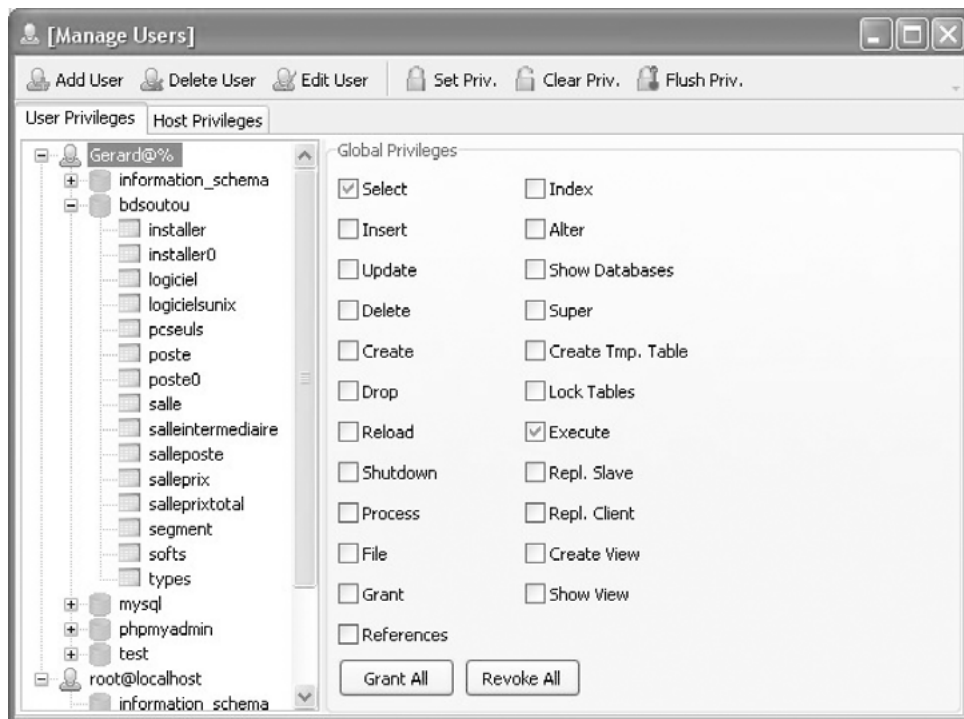 [Manage Users]
Add User Delete User Edit User Set Priv. Clear Priv. Flush Priv.
User Privileges Host Privileges
Gerard@%
information_schema
bdsoutou
installer
installer0
logiciel
logicielsunix
pcseuls
poste
poste0
salle
salleintermediaire
salleposte
salleprix
salleprixtotal
segment
softs
types
mysql
phpmyadmin
test
root@localhost
information_schema
Global Privileges
Select
Insert
Update
Delete
Create
Drop
Reload
Shutdown
Process
File
Grant
References
Index
Alter
Show Databases
Super
Create Tmp. Table
Lock Tables
Execute
Repl. Slave
Repl. Client
Create View
Show View
Grant All Revoke All